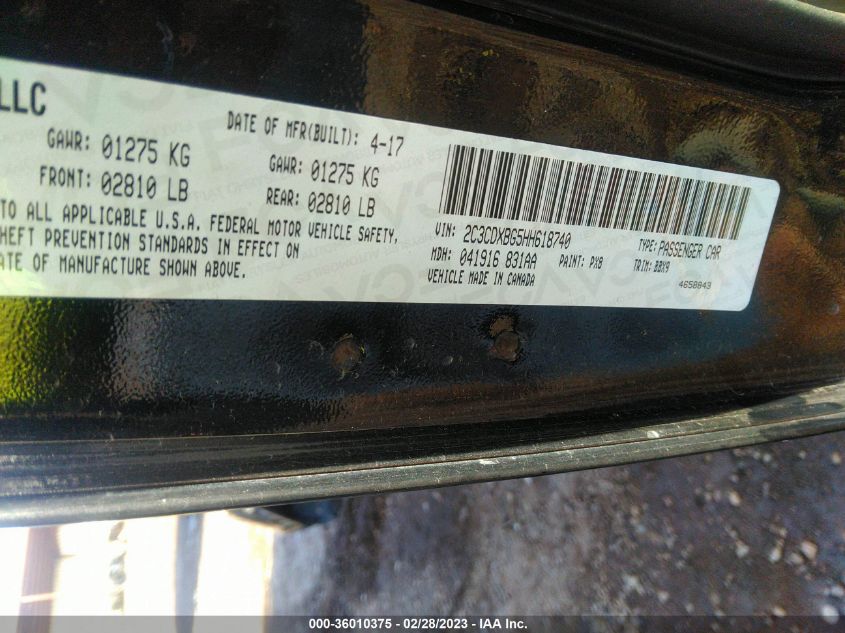 LLC
DATE OF MFR(BUILT): 4-17
GAWR: 01275 KG GAWR: 01275 KG
FRONT: 02810 LB REAR: 02810 LB
TO ALL APPLICABLE U.S.A. FEDERAL MOTOR VEHICLE SAFETY,
HEFT PREVENTION STANDARDS IN EFFECT ON
ATE OF MANUFACTURE SHOWN ABOVE.
VIN: 2C3CDXBG5HH618740 TYPE: PASSENGER CAR
MDH: 041916 831AA PAINT: PX8 TRIM: BBX9
VEHICLE MADE IN CANADA 4658843
000-36010375 - 02/28/2023 - IAA Inc.